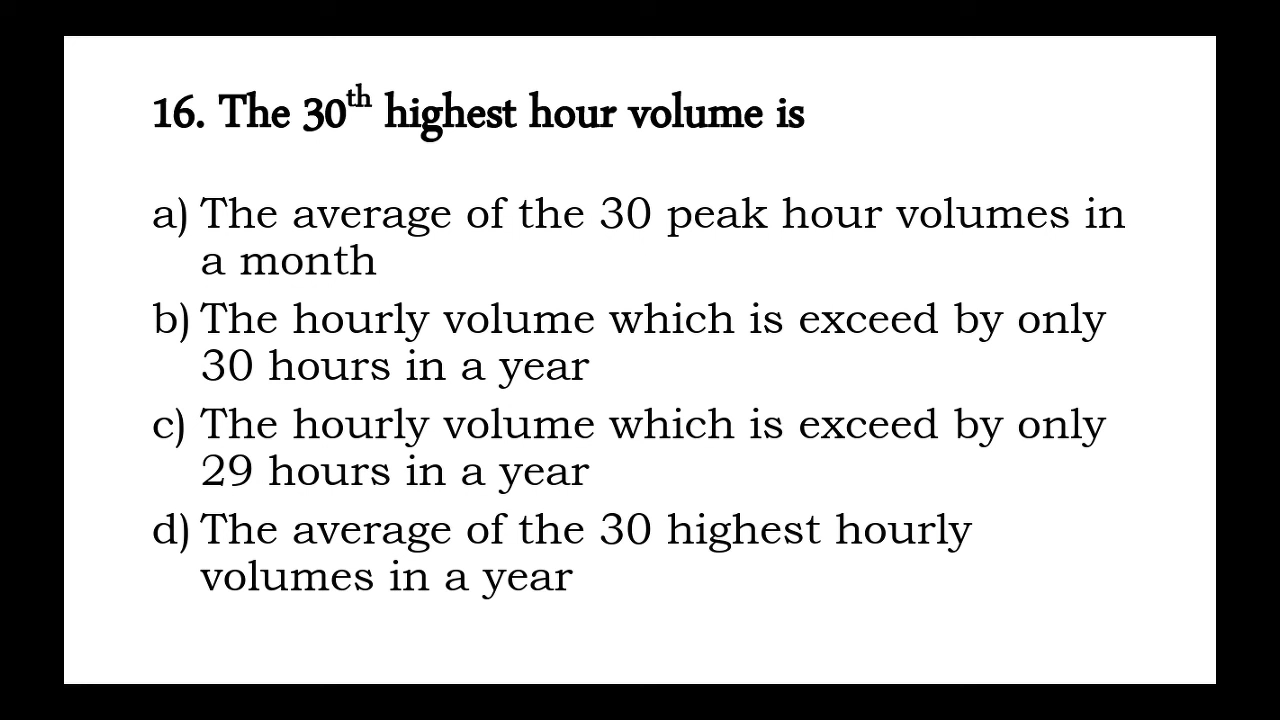 16. The 30th highest hour volume is
a) The average of the 30 peak hour volumes in
a month
b) The hourly volume which is exceed by only
30 hours in a year
c) The hourly volume which is exceed by only
29 hours in a year
d) The average of the 30 highest hourly
volumes in a year